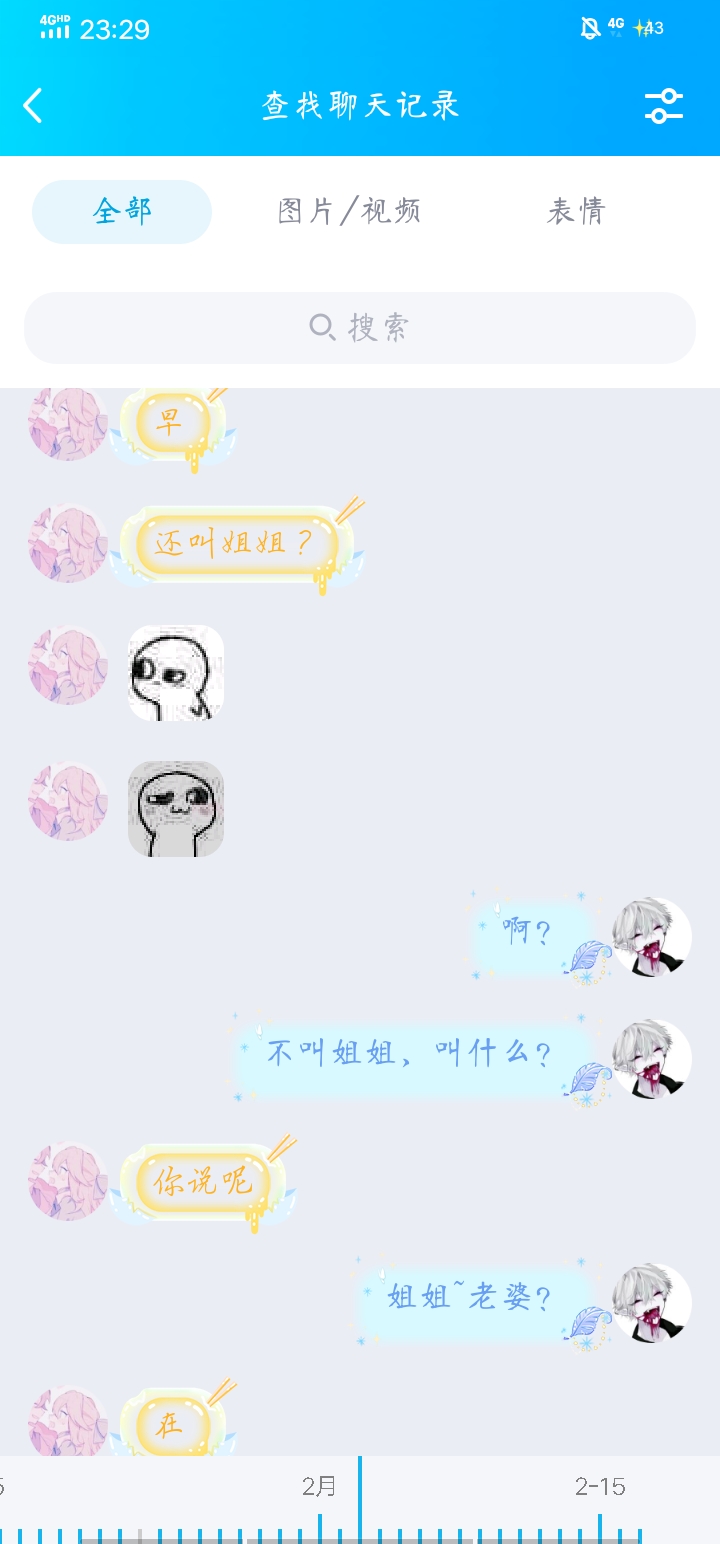 4GHD 23:29 4G 43
查找聊天记录
全部 图片/视频 表情
搜索
早
还叫姐姐？
啊?
不叫姐姐、叫什么?
你说呢
姐姐~老婆?
在
5 2月 2-15